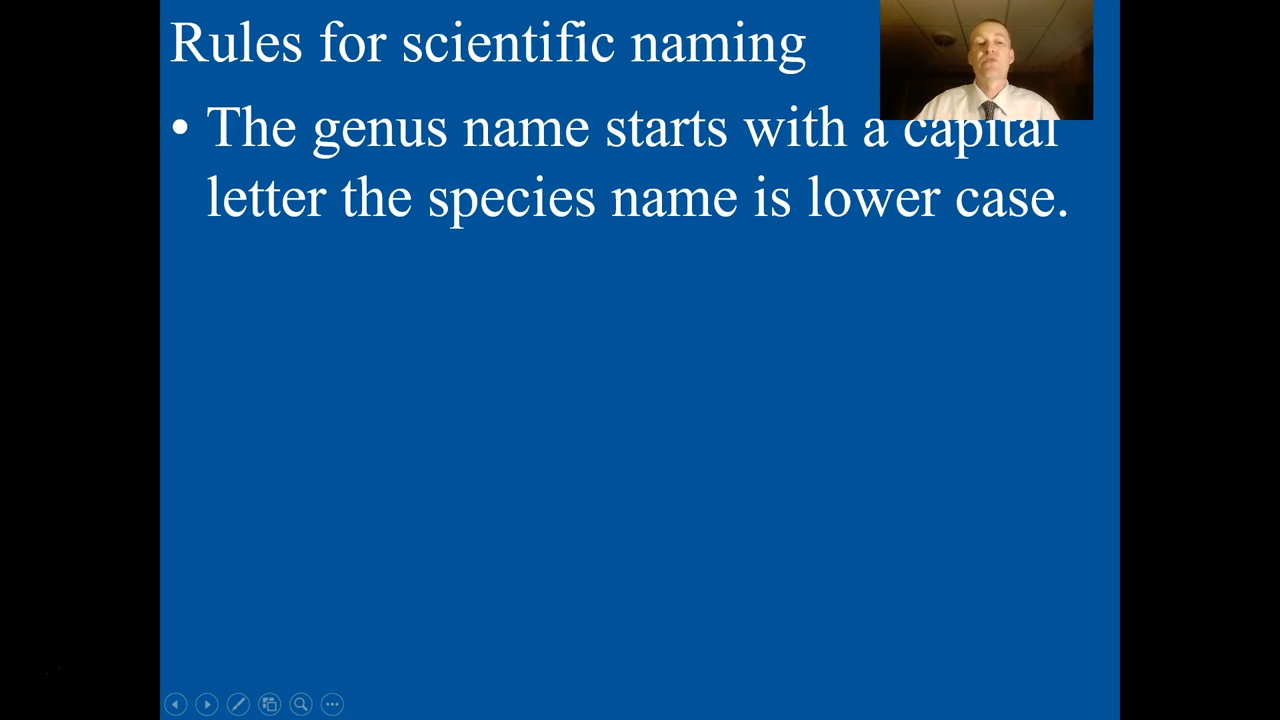 Rules for scientific naming
• The genus name starts with a capital
letter the species name is lower case.